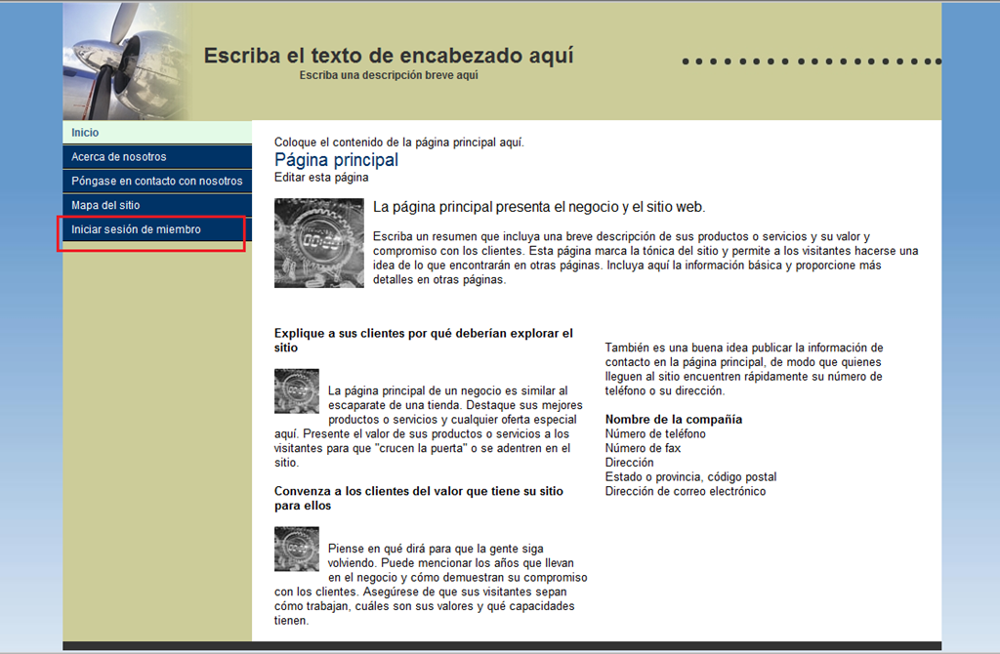 Escriba el texto de encabezado aquí
Escriba una descripción breve aquí
Inicio
Acerca de nosotros
Póngase en contacto con nosotros
Mapa del sitio
Iniciar sesión de miembro
Coloque el contenido de la página principal aquí.
Página principal
Editar esta página
La página principal presenta el negocio y el sitio web.
Escriba un resumen que incluya una breve descripción de sus productos o servicios y su valor y
compromiso con los clientes. Esta página marca la tónica del sitio y permite a los visitantes hacerse una
idea de lo que encontrarán en otras páginas. Incluya aquí la información básica y proporcione más
detalles en otras páginas.
Explique a sus clientes por qué deberían explorar el
sitio
La página principal de un negocio es similar al
escaparate de una tienda. Destaque sus mejores
productos o servicios y cualquier oferta especial
aquí. Presente el valor de sus productos o servicios a los
visitantes para que "crucen la puerta" o se adentren en el
sitio.
Convenza a los clientes del valor que tiene su sitio
para ellos
Piense en qué dirá para que la gente siga
volviendo. Puede mencionar los años que llevan
en el negocio y cómo demuestran su compromiso
con los clientes. Asegúrese de que sus visitantes sepan
cómo trabajan, cuáles son sus valores y qué capacidades
tienen.
También es una buena idea publicar la información de
contacto en la página principal, de modo que quienes
lleguen al sitio encuentren rápidamente su número de
teléfono o su dirección.
Nombre de la compañía
Número de teléfono
Número de fax
Dirección
Estado o provincia, código postal
Dirección de correo electrónico